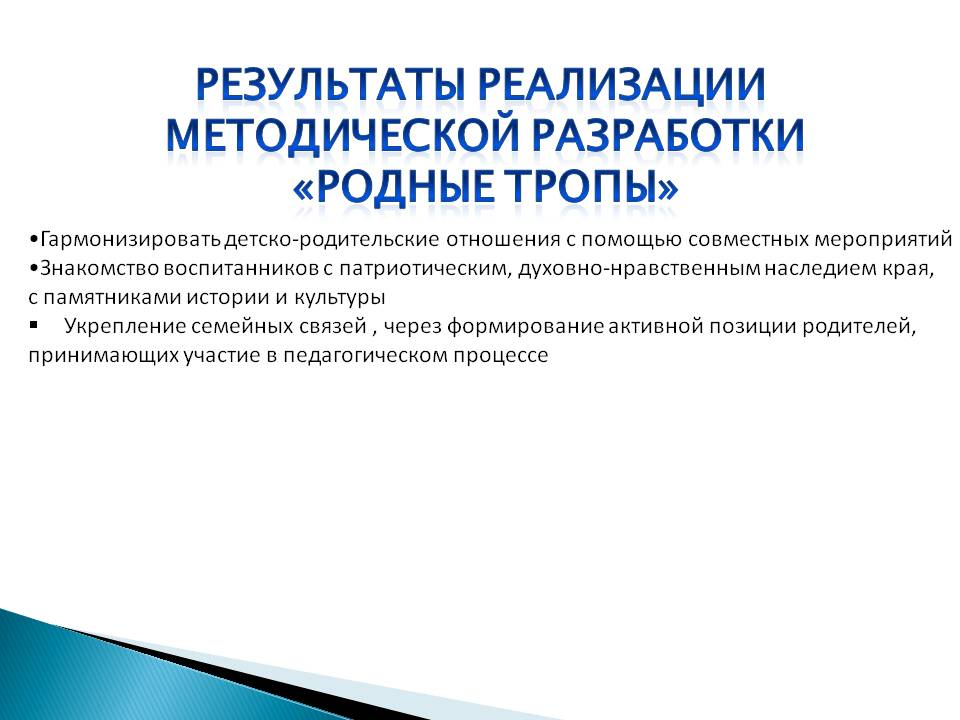 РЕЗУЛЬТАТЫ РЕАЛИЗАЦИИ
МЕТОДИЧЕСКОЙ РАЗРАБОТКИ
«РОДНЫЕ ТРОПЫ»
•Гармонизировать детско-родительские отношения с помощью совместных мероприятий
•Знакомство воспитанников с патриотическим, духовно-нравственным наследием края,
с памятниками истории и культуры
▪ Укрепление семейных связей , через формирование активной позиции родителей,
принимающих участие в педагогическом процессе